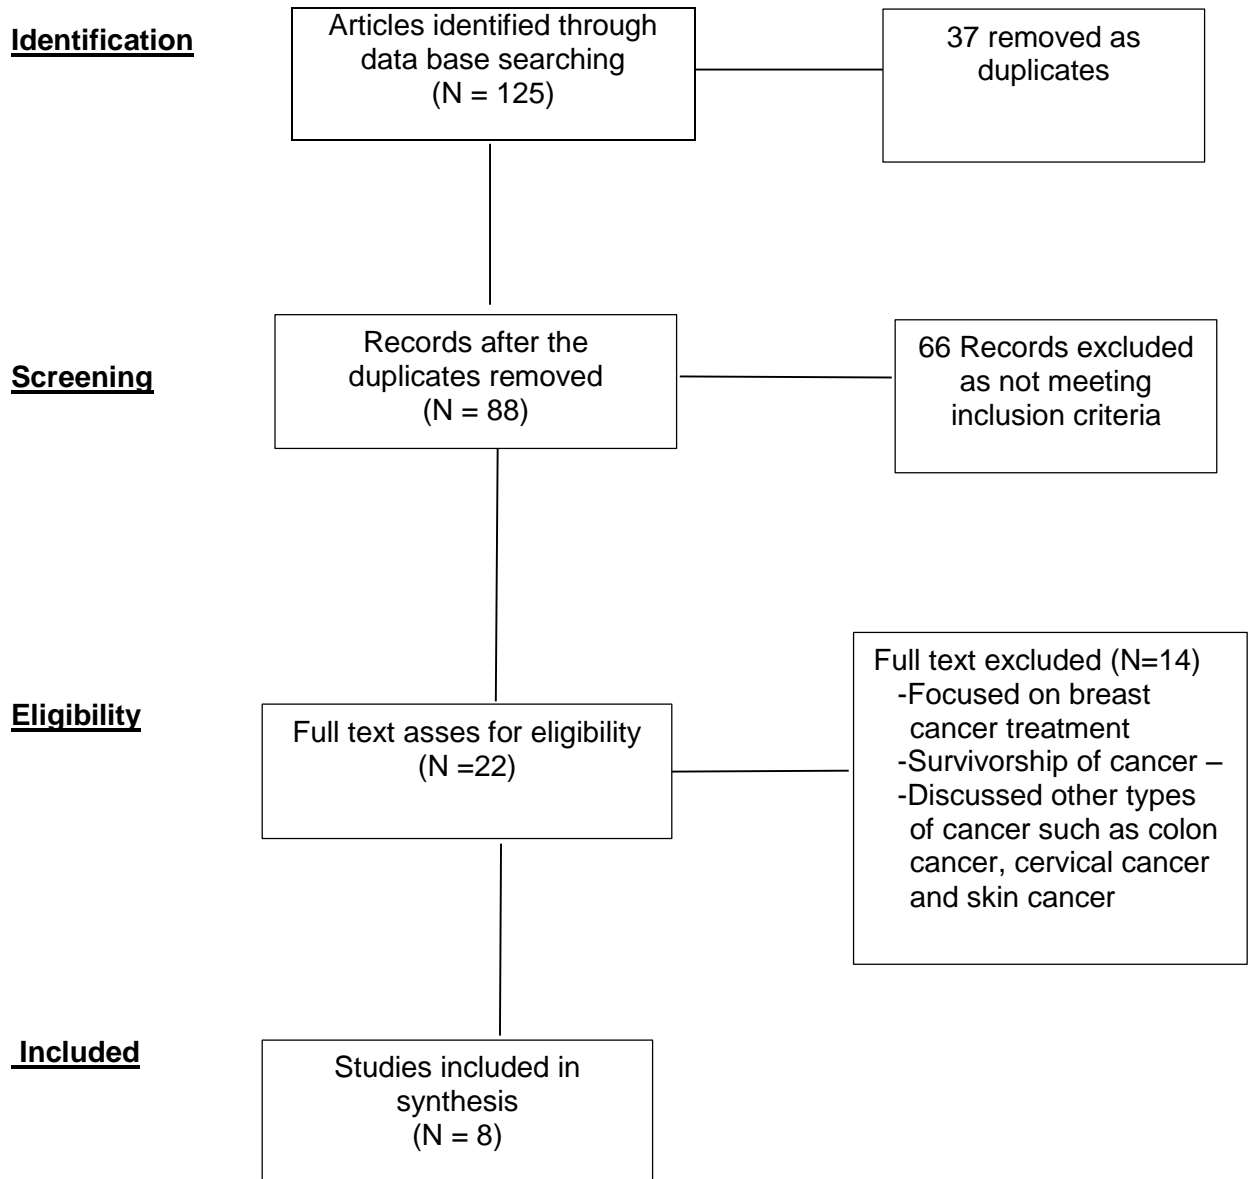 Identification
Articles identified through
data base searching
(N = 125)
37 removed as
duplicates
Screening
Records after the
duplicates removed
(N = 88)
66 Records excluded
as not meeting
inclusion criteria
Eligibility
Full text asses for eligibility
(N =22)
Full text excluded (N=14)
-Focused on breast
cancer treatment
-Survivorship of cancer –
-Discussed other types
of cancer such as colon
cancer, cervical cancer
and skin cancer
Included
Studies included in
synthesis
(N = 8)